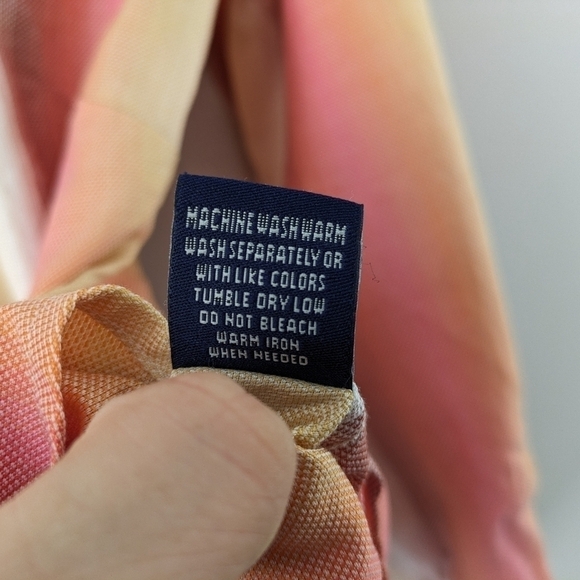 MACHINE WASH WARM
WASH SEPARATELY OR
WITH LIKE COLORS
TUMBLE DRY LOW
DO NOT BLEACH
WARM IRON
WHEN NEEDED